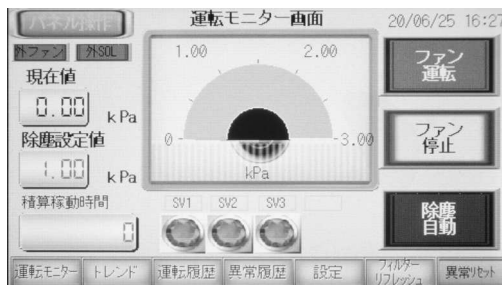 パネル操作
運転モニター画面
20/06/25 16:27
外ファン
外SOL
現在値
0.00 kPa
除塵設定値
1.00 kPa
積算稼動時間
0
1.00
2.00
0
3.00
kPa
SV1
SV2
SV3
ファン
運転
ファン
停止
除塵
自動
運転モニター
トレンド
運転履歴
異常履歴
設定
フィルター
リフレッシュ
異常リセット